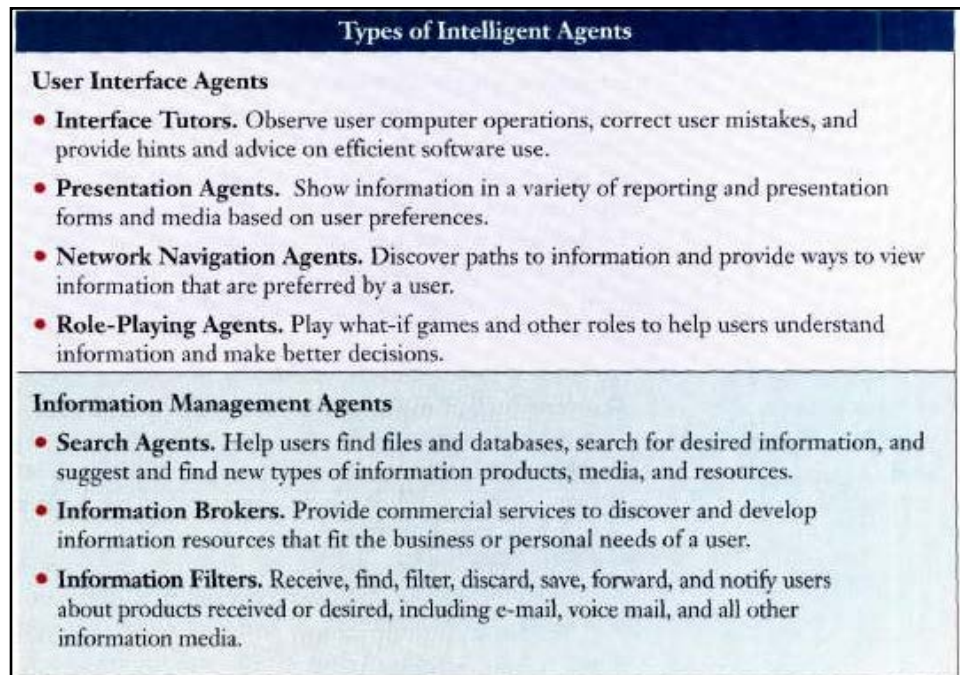 Types of Intelligent Agents
User Interface Agents
• Interface Tutors. Observe user computer operations, correct user mistakes, and
provide hints and advice on efficient software use.
• Presentation Agents. Show information in a variety of reporting and presentation
forms and media based on user preferences.
• Network Navigation Agents. Discover paths to information and provide ways to view
information that are preferred by a user.
• Role-Playing Agents. Play what-if games and other roles to help users understand
information and make better decisions.
Information Management Agents
• Search Agents. Help users find files and databases, search for desired information, and
suggest and find new types of information products, media, and resources.
• Information Brokers. Provide commercial services to discover and develop
information resources that fit the business or personal needs of a user.
• Information Filters. Receive, find, filter, discard, save, forward, and notify users
about products received or desired, including e-mail, voice mail, and all other
information media.